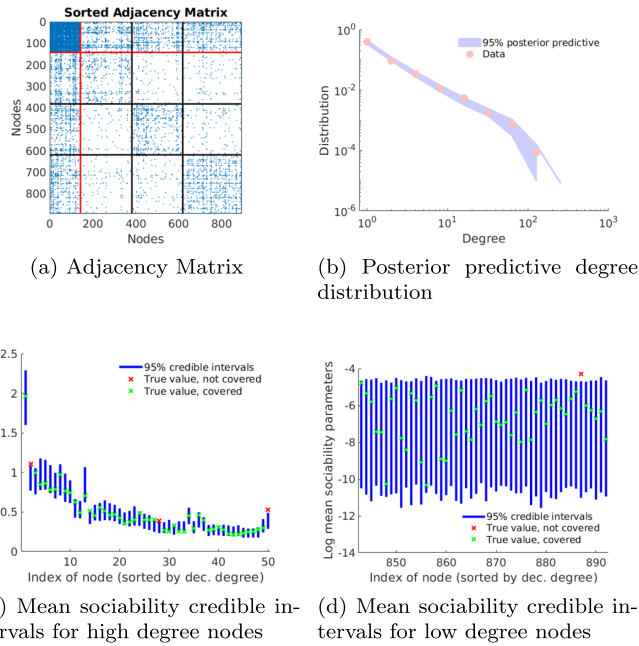 Sorted Adjacency Matrix
0
100
200
300
400
500
600
700
800
Nodes
0 200 400 600 800
Nodes
(a) Adjacency Matrix
10^0
10^-2
10^-4
10^-6
Distribution
95% posterior predictive
Data
10^0 10^1 10^2 10^3
Degree
(b) Posterior predictive degree
distribution
2.5
2
1.5
1
0.5
0
95% credible intervals
True value, not covered
True value, covered
10 20 30 40 50
Index of node (sorted by dec. degree)
) Mean sociability credible in-
rvals for high degree nodes
Log mean sociability parameters
-4
-6
-8
-10
-12
-14
95% credible intervals
True value, not covered
True value, covered
850 860 870 880 890
Index of node (sorted by dec. degree)
(d) Mean sociability credible in-
tervals for low degree nodes